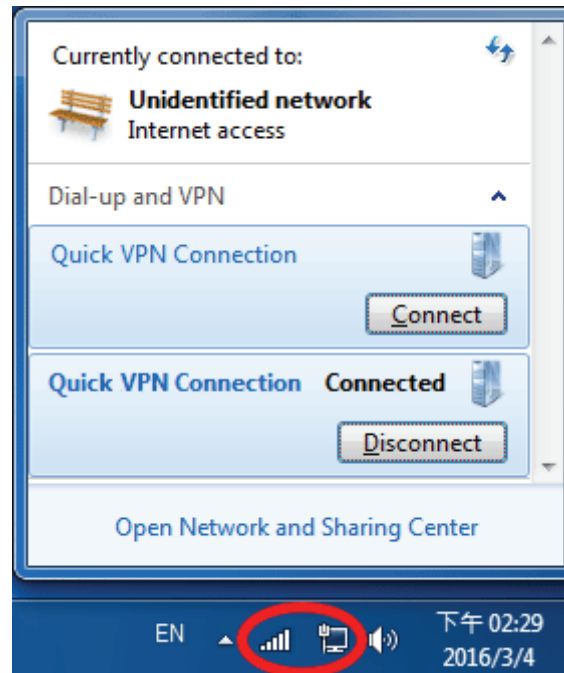 Currently connected to:
Unidentified network
Internet access
Dial-up and VPN
Quick VPN Connection
Connect
Quick VPN Connection Connected
Disconnect
Open Network and Sharing Center
EN
下午 02:29
2016/3/4